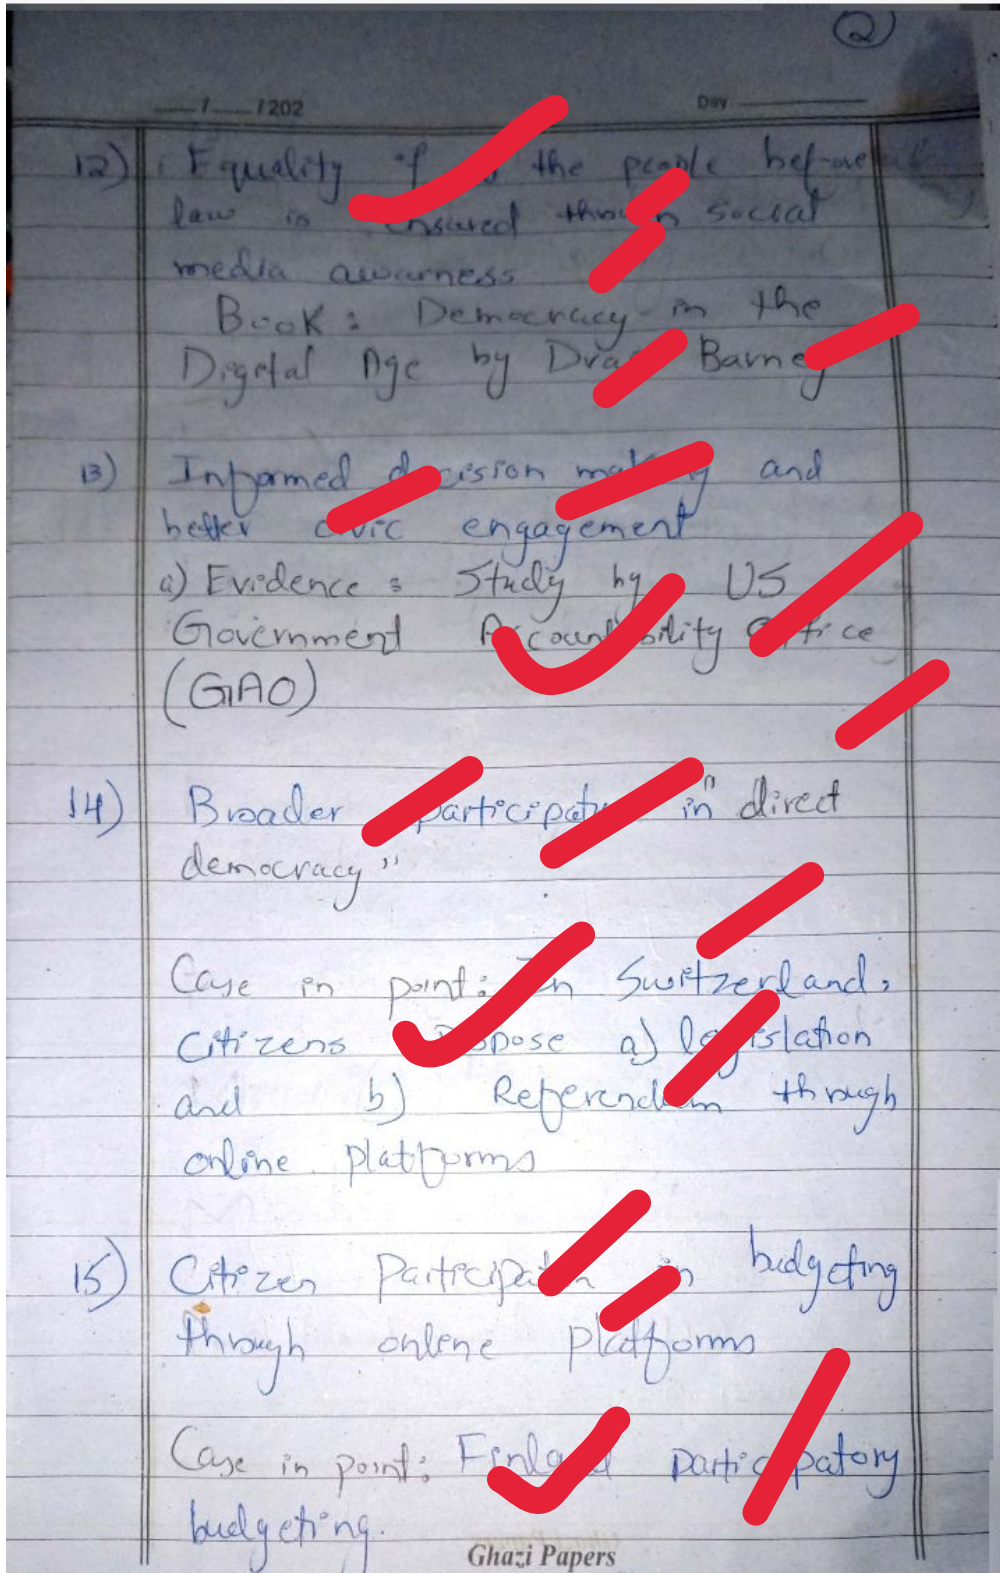 2
/ /202 Day
12) Equality of the people before
law is ensured through social
media awarness
Book: Democracy in the
Digital Age by Barney
13) Informed decision making and
better civic engagement
a) Evidence: Study by US
Government Accountability Office
(GAO)
14) Broader participation in "direct
democracy"
Case in point: In Switzerland,
citizens propose a) legislation
and b) Referendum through
online platforms
15) Citizen Participation in budgeting
through online platforms
Case in point: Finland participatory
budgeting.
Ghazi Papers